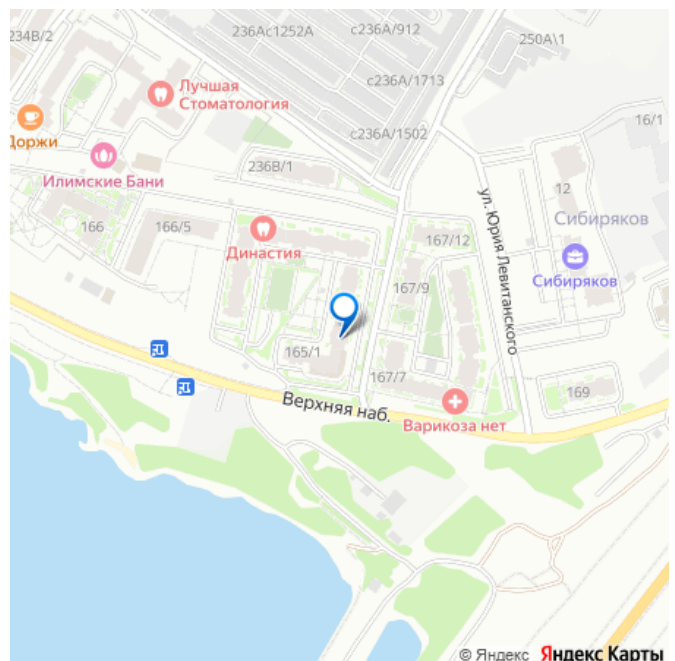 234В/2
236Ас1252А
с236А/912
250А\1
Лучшая
Стоматология
с236А/1713
Доржи
с236А/1502
16/1
Илимские Бани
236В/1
12
ул. Юрия Левитанского
Сибиряков
166
166/5
Династия
167/12
Сибиряков
167/9
165/1
167/7
169
Верхняя наб.
Варикоза нет
© Яндекс Яндекс Карты